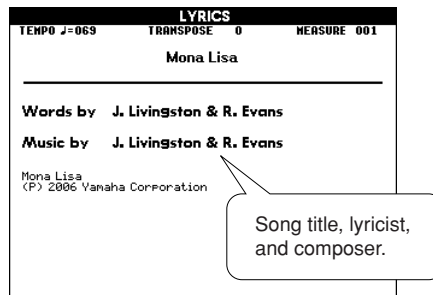 LYRICS
TEMPO ♩=069 TRANSPOSE 0 MEASURE 001
Mona Lisa
Words by J. Livingston & R. Evans
Music by J. Livingston & R. Evans
Mona Lisa
(P) 2006 Yamaha Corporation
Song title, lyricist,
and composer.